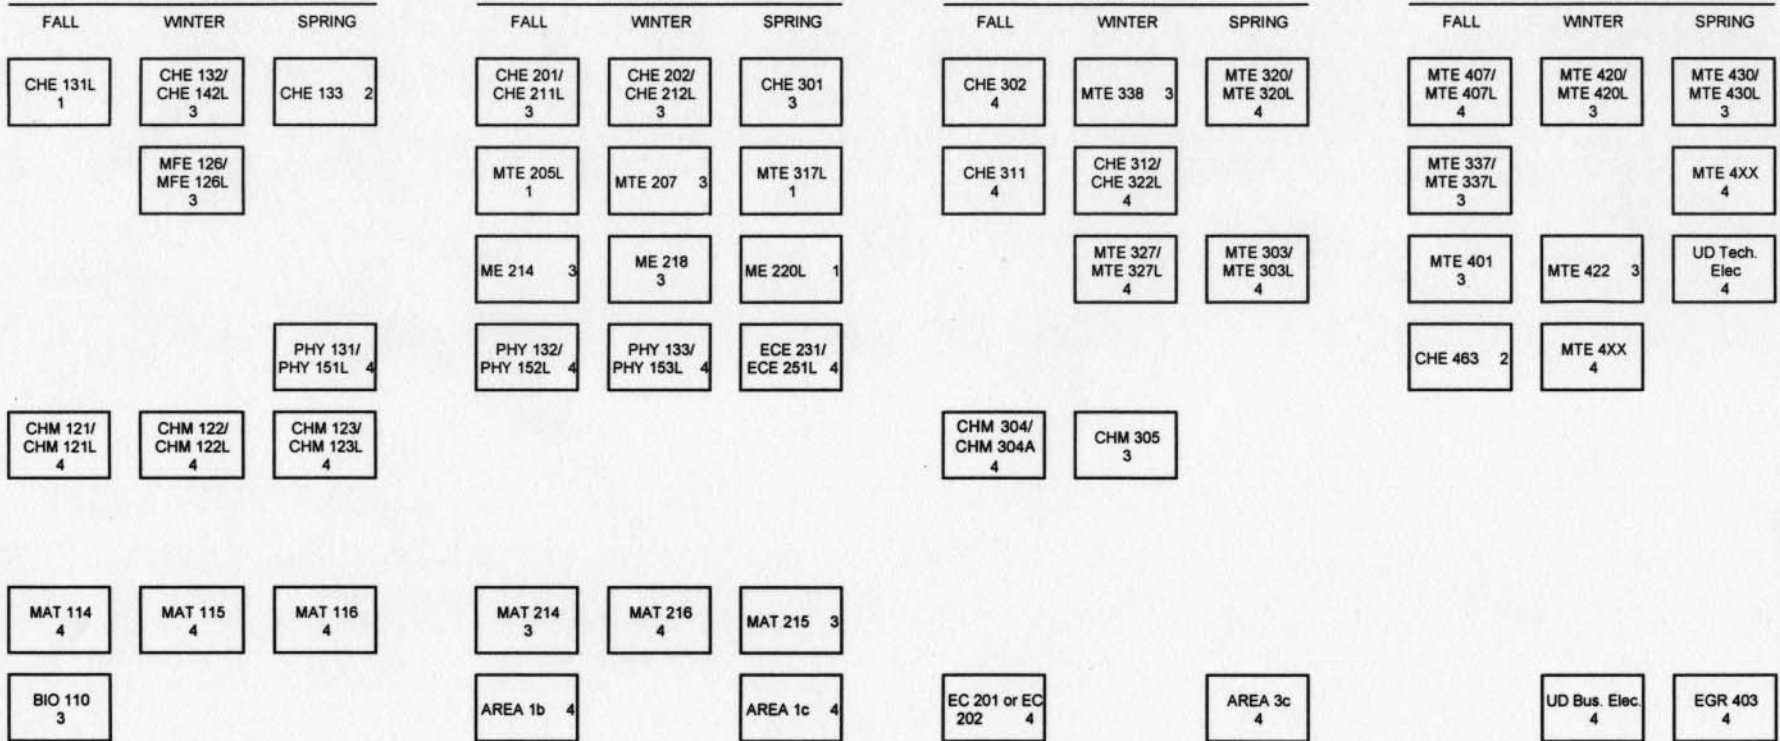 FALL WINTER SPRING FALL WINTER SPRING FALL WINTER SPRING FALL WINTER SPRING
CHE 131L
1
CHE 132/
CHE 142L
3
CHE 133 2
CHE 201/
CHE 211L
3
CHE 202/
CHE 212L
3
CHE 301
3
CHE 302
4
MTE 338 3
MTE 320/
MTE 320L
4
MTE 407/
MTE 407L
4
MTE 420/
MTE 420L
3
MTE 430/
MTE 430L
3
MFE 126/
MFE 126L
3
MTE 205L
1
MTE 207 3
MTE 317L
1
CHE 311
4
CHE 312/
CHE 322L
4
MTE 337/
MTE 337L
3
MTE 4XX
4
ME 214 3
ME 218
3
ME 220L 1
MTE 327/
MTE 327L
4
MTE 303/
MTE 303L
4
MTE 401
3
MTE 422 3
UD Tech.
Elec
4
PHY 131/
PHY 151L 4
PHY 132/
PHY 152L 4
PHY 133/
PHY 153L 4
ECE 231/
ECE 251L 4
CHE 463 2
MTE 4XX
4
CHM 121/
CHM 121L
4
CHM 122/
CHM 122L
4
CHM 123/
CHM 123L
4
CHM 304/
CHM 304A
4
CHM 305
3
MAT 114
4
MAT 115
4
MAT 116
4
MAT 214
3
MAT 216
4
MAT 215 3
BIO 110
3
AREA 1b 4
AREA 1c 4
EC 201 or EC
202 4
AREA 3c
4
UD Bus. Elec.
4
EGR 403
4